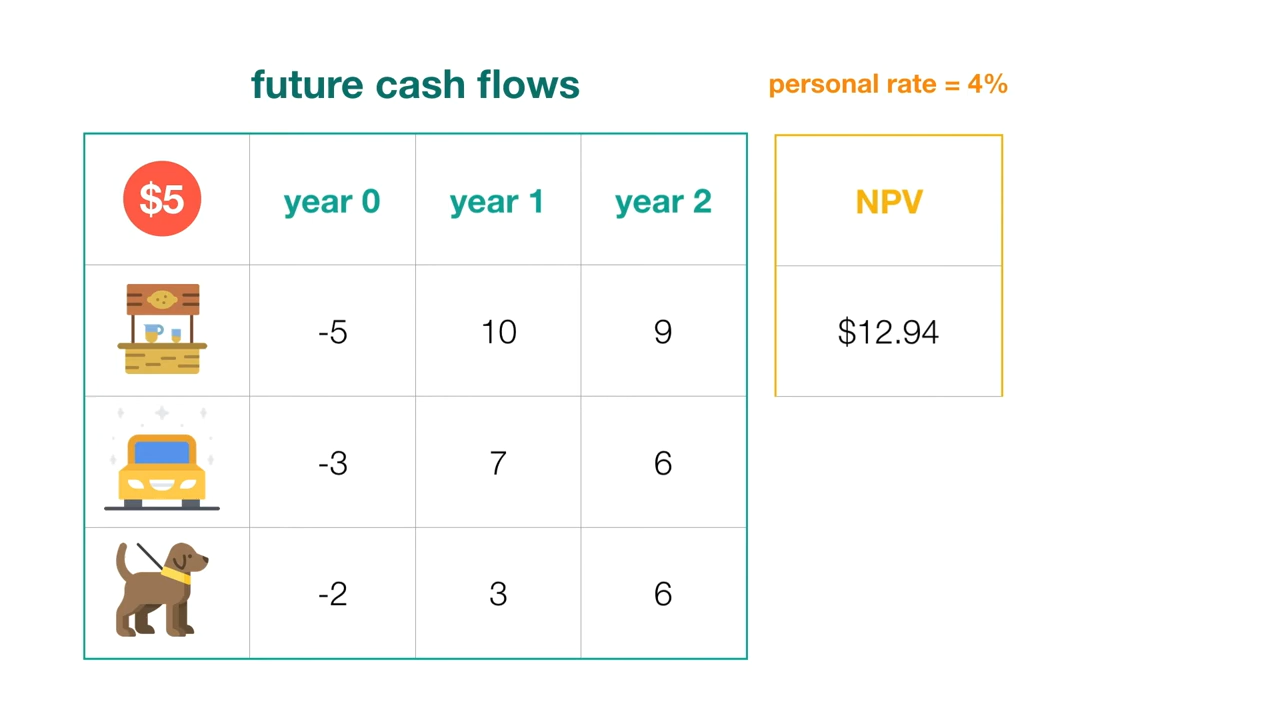 future cash flows
personal rate = 4%
$5 year 0 year 1 year 2 NPV
-5 10 9 $12.94
-3 7 6
-2 3 6